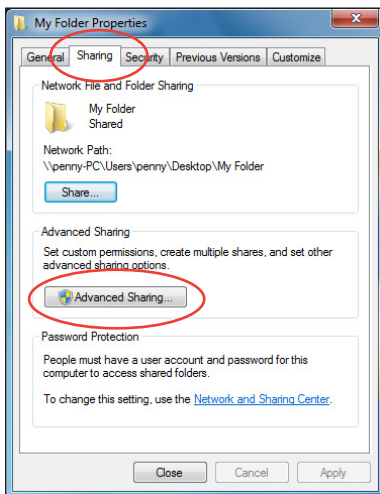 My Folder Properties
General Sharing Security Previous Versions Customize
Network File and Folder Sharing
My Folder
Shared
Network Path:
\\penny-PC\Users\penny\Desktop\My Folder
Share...
Advanced Sharing
Set custom permissions, create multiple shares, and set other
advanced sharing options.
Advanced Sharing...
Password Protection
People must have a user account and password for this
computer to access shared folders.
To change this setting, use the Network and Sharing Center.
Close Cancel Apply